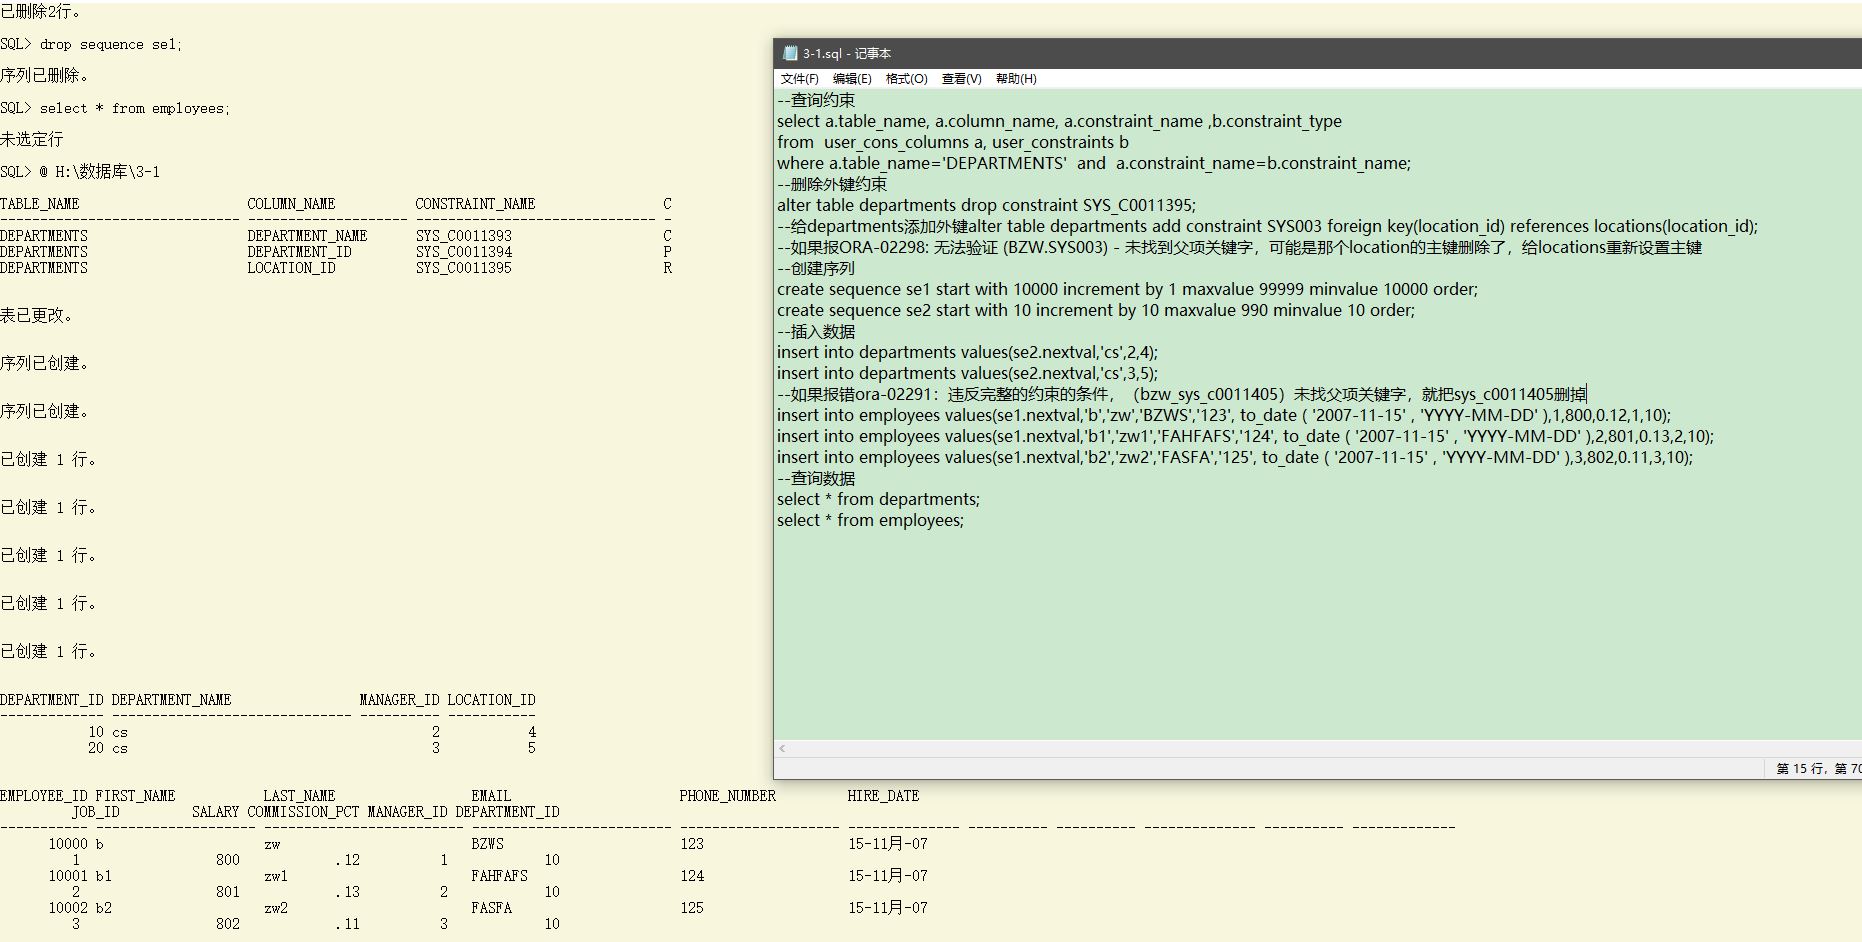 已删除2行。
SQL> drop sequence se1;
序列已删除。
SQL> select * from employees;
未选定行
SQL> @ H:\数据库\3-1
TABLE_NAME COLUMN_NAME CONSTRAINT_NAME C
------------------------------ -------------------- ------------------------------ -
DEPARTMENTS DEPARTMENT_NAME SYS_C0011393 C
DEPARTMENTS DEPARTMENT_ID SYS_C0011394 P
DEPARTMENTS LOCATION_ID SYS_C0011395 R
表已更改。
序列已创建。
序列已创建。
已创建 1 行。
已创建 1 行。
已创建 1 行。
已创建 1 行。
已创建 1 行。
DEPARTMENT_ID DEPARTMENT_NAME MANAGER_ID LOCATION_ID
------------- ------------------------------ ---------- -----------
10 cs 2 4
20 cs 3 5
EMPLOYEE_ID FIRST_NAME LAST_NAME EMAIL PHONE_NUMBER HIRE_DATE
JOB_ID SALARY COMMISSION_PCT MANAGER_ID DEPARTMENT_ID
----------- -------------------- ------------------------- ------------------------- -------------------- -------------- ---------- ---------- -------------- ---------- -------------
10000 b zw BZWS 123 15-11月-07
1 800 .12 1 10
10001 b1 zw1 FAHFAFS 124 15-11月-07
2 801 .13 2 10
10002 b2 zw2 FASFA 125 15-11月-07
3 802 .11 3 10
3-1.sql - 记事本
文件(F) 编辑(E) 格式(O) 查看(V) 帮助(H)
--查询约束
select a.table_name, a.column_name, a.constraint_name ,b.constraint_type
from  user_cons_columns a, user_constraints b
where a.table_name='DEPARTMENTS'  and  a.constraint_name=b.constraint_name;
--删除外键约束
alter table departments drop constraint SYS_C0011395;
--给departments添加外键alter table departments add constraint SYS003 foreign key(location_id) references locations(location_id);
--如果报ORA-02298: 无法验证 (BZW.SYS003) - 未找到父项关键字，可能是那个location的主键删除了，给locations重新设置主键
--创建序列
create sequence se1 start with 10000 increment by 1 maxvalue 99999 minvalue 10000 order;
create sequence se2 start with 10 increment by 10 maxvalue 990 minvalue 10 order;
--插入数据
insert into departments values(se2.nextval,'cs',2,4);
insert into departments values(se2.nextval,'cs',3,5);
--如果报错ora-02291：违反完整的约束的条件，（bzw_sys_c0011405）未找父项关键字，就把sys_c0011405删掉
insert into employees values(se1.nextval,'b','zw','BZWS','123', to_date ( '2007-11-15' , 'YYYY-MM-DD' ),1,800,0.12,1,10);
insert into employees values(se1.nextval,'b1','zw1','FAHFAFS','124', to_date ( '2007-11-15' , 'YYYY-MM-DD' ),2,801,0.13,2,10);
insert into employees values(se1.nextval,'b2','zw2','FASFA','125', to_date ( '2007-11-15' , 'YYYY-MM-DD' ),3,802,0.11,3,10);
--查询数据
select * from departments;
select * from employees;
第 15 行，第 70